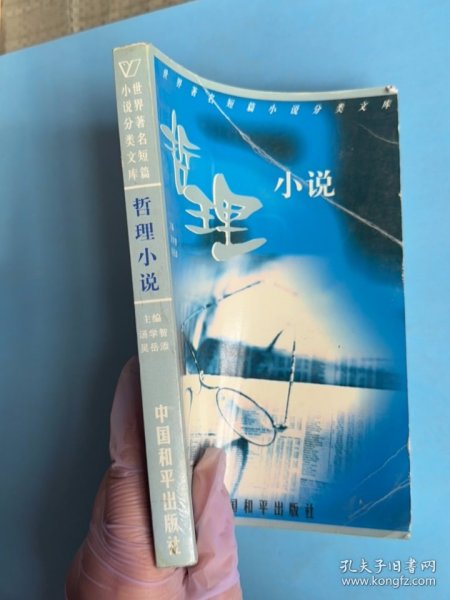 世界著名短篇
小说分类文库
哲理小说
主编
汤学智
吴岳添
中国和平出版社
世界著名短篇小说分类文库
哲理
小说
国和平出版社
孔夫子旧书网
www.kongfz.com